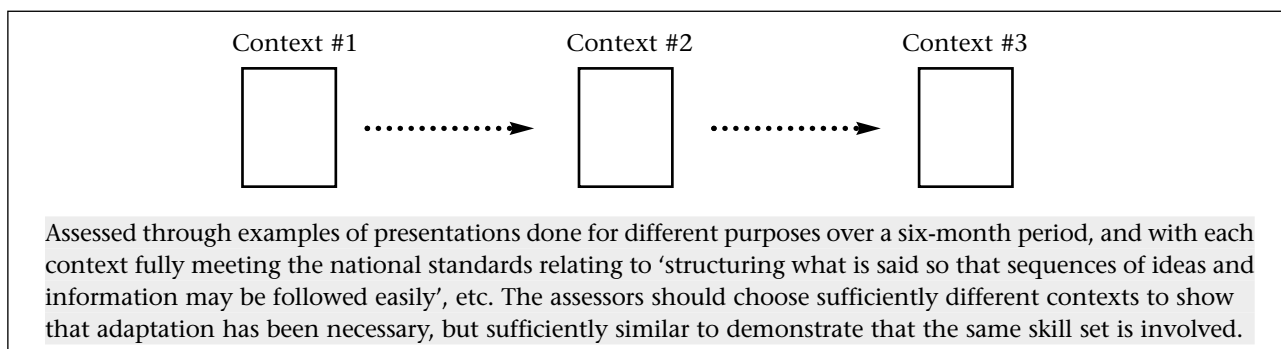 Context #1 Context #2 Context #3
Assessed through examples of presentations done for different purposes over a six-month period, and with each
context fully meeting the national standards relating to ‘structuring what is said so that sequences of ideas and
information may be followed easily’, etc. The assessors should choose sufficiently different contexts to show
that adaptation has been necessary, but sufficiently similar to demonstrate that the same skill set is involved.